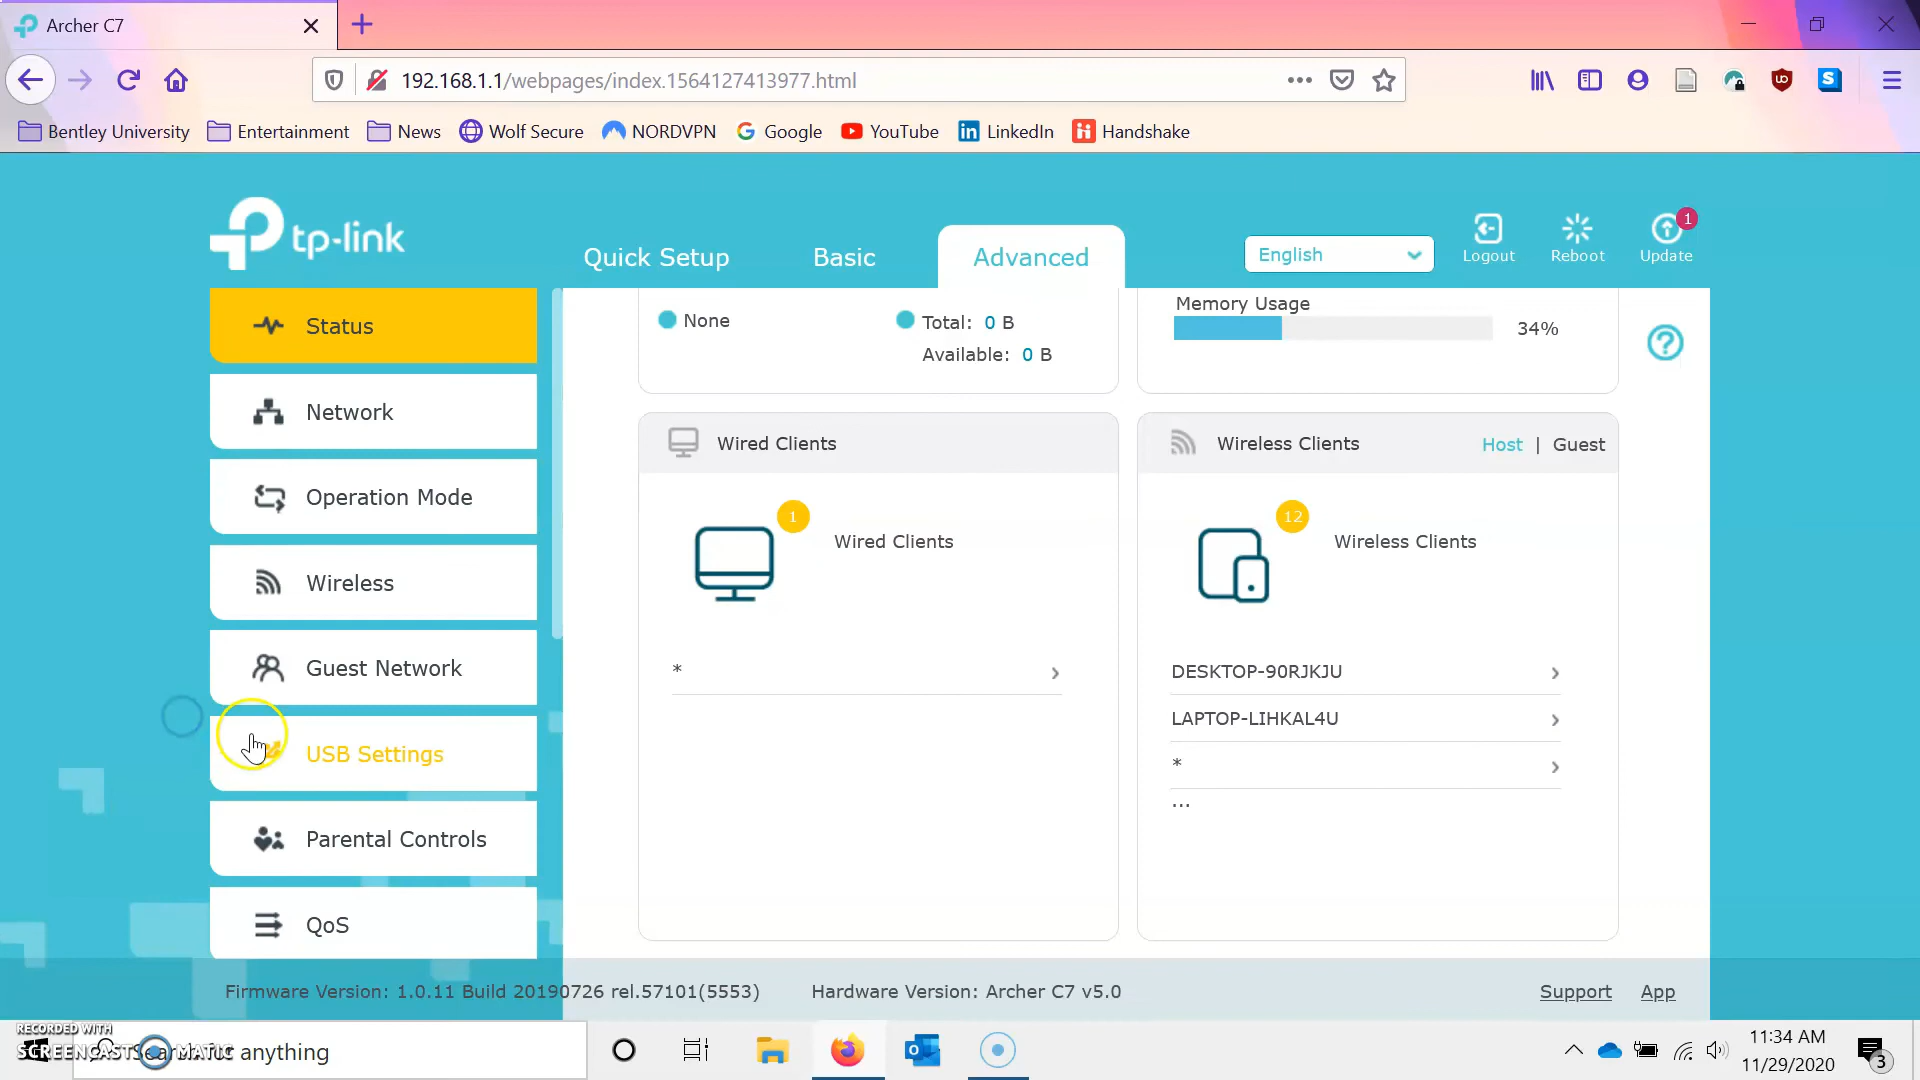 Archer C7
192.168.1.1/webpages/index.1564127413977.html
Bentley University Entertainment News Wolf Secure NORDVPN Google YouTube LinkedIn Handshake
tp-link
Quick Setup Basic Advanced English Logout Reboot 1 Update
Status
Network
Operation Mode
Wireless
Guest Network
USB Settings
Parental Controls
QoS
None
Total: 0 B
Available: 0 B
Memory Usage
34%
Wired Clients
1
Wired Clients
*
Wireless Clients Host | Guest
12
Wireless Clients
DESKTOP-90RJKJU
LAPTOP-LIHKAL4U
*
...
Firmware Version: 1.0.11 Build 20190726 rel.57101(5553) Hardware Version: Archer C7 v5.0 Support App
RECORDED WITH
SCREENCAST MATIC
anything
11:34 AM
11/29/2020
3